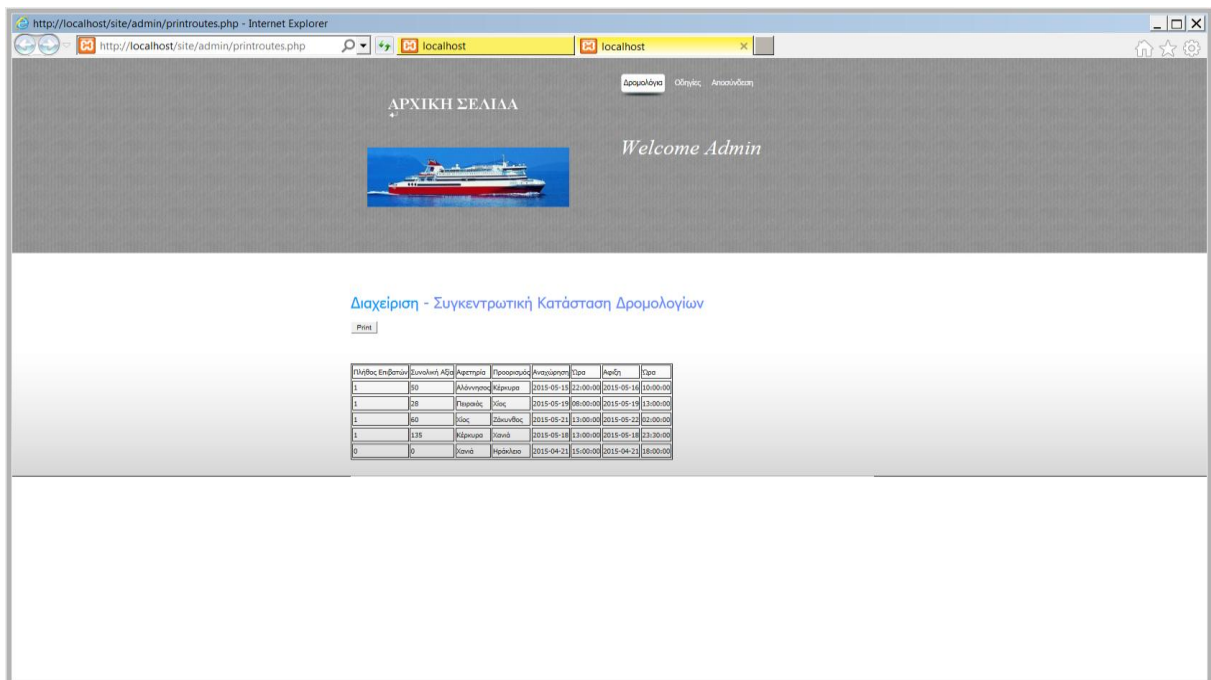 http://localhost/site/admin/printroutes.php - Internet Explorer
http://localhost/site/admin/printroutes.php localhost localhost
Δρομολόγια Οδηγίες Αποσύνδεση
ΑΡΧΙΚΗ ΣΕΛΙΔΑ
Welcome Admin
Διαχείριση - Συγκεντρωτική Κατάσταση Δρομολογίων
Print
Πλήθος Επιβατών Συνολική Αξία Αφετηρία Προορισμός Αναχώρηση Ώρα Αφιξη Ώρα
1 50 Αλόννησος Κέρκυρα 2015-05-15 22:00:00 2015-05-16 10:00:00
1 28 Πειραιάς Χίος 2015-05-19 08:00:00 2015-05-19 13:00:00
1 60 Χίος Ζάκυνθος 2015-05-21 13:00:00 2015-05-22 02:00:00
1 135 Κέρκυρα Χανιά 2015-05-18 13:00:00 2015-05-18 23:30:00
0 0 Χανιά Ηράκλειο 2015-04-21 15:00:00 2015-04-21 18:00:00